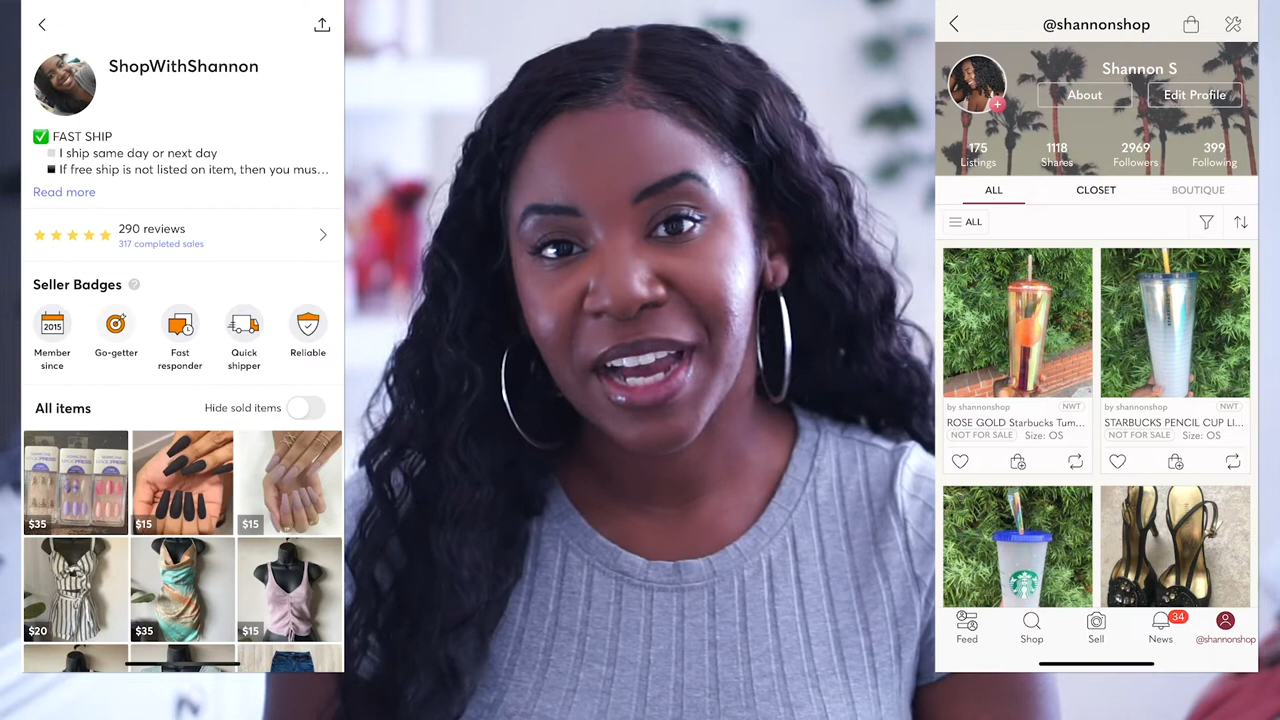 ShopWithShannon
✅ FAST SHIP
◽ I ship same day or next day
◾ If free ship is not listed on item, then you mus...
Read more
290 reviews
317 completed sales
Seller Badges ?
2015
Member since
Go-getter
Fast responder
Quick shipper
Reliable
All items
Hide sold items
$35
$15
$15
$20
$35
$15
@shannonshop
Shannon S
About
Edit Profile
175
Listings
1118
Shares
2969
Followers
399
Following
ALL
CLOSET
BOUTIQUE
ALL
by shannonshop
NWT
ROSE GOLD Starbucks Tum...
NOT FOR SALE
Size: OS
by shannonshop
NWT
STARBUCKS PENCIL CUP LI...
NOT FOR SALE
Size: OS
Feed
Shop
Sell
34
News
@shannonshop